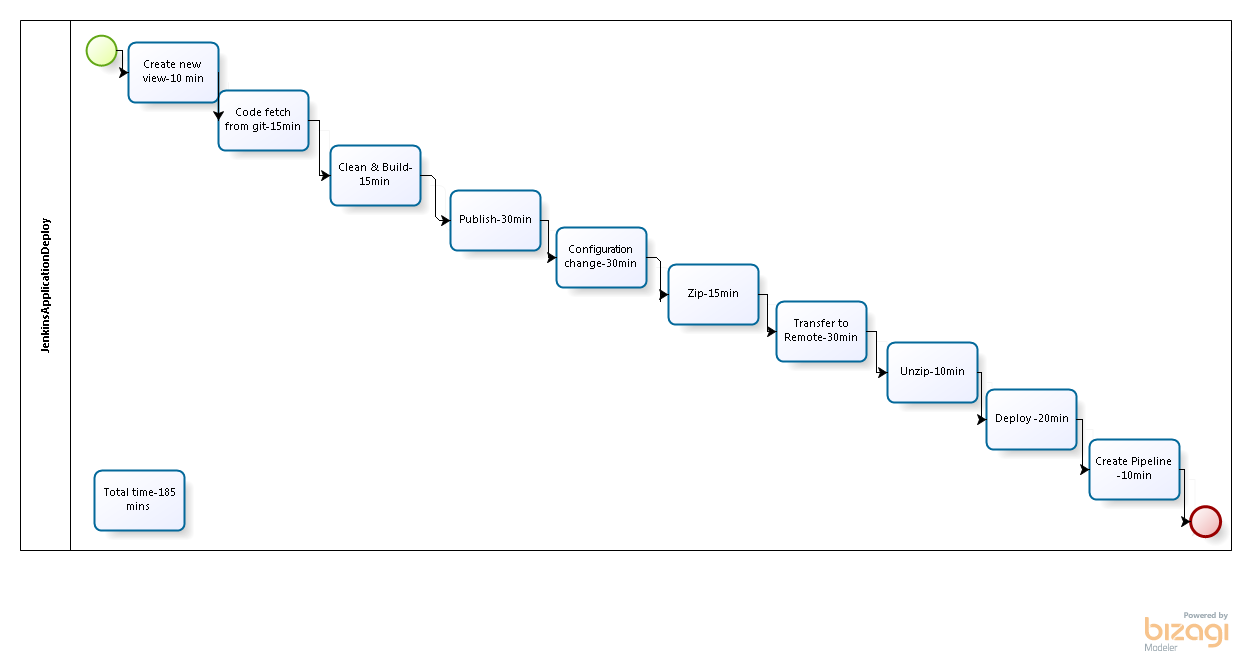 JenkinsApplicationDeploy
Create new
view-10 min
Code fetch
from git-15min
Clean & Build-
15min
Publish-30min
Configuration
change-30min
Zip-15min
Transfer to
Remote-30min
Unzip-10min
Deploy -20min
Create Pipeline
-10min
Total time-185
mins
Powered by
bizagi
Modeler